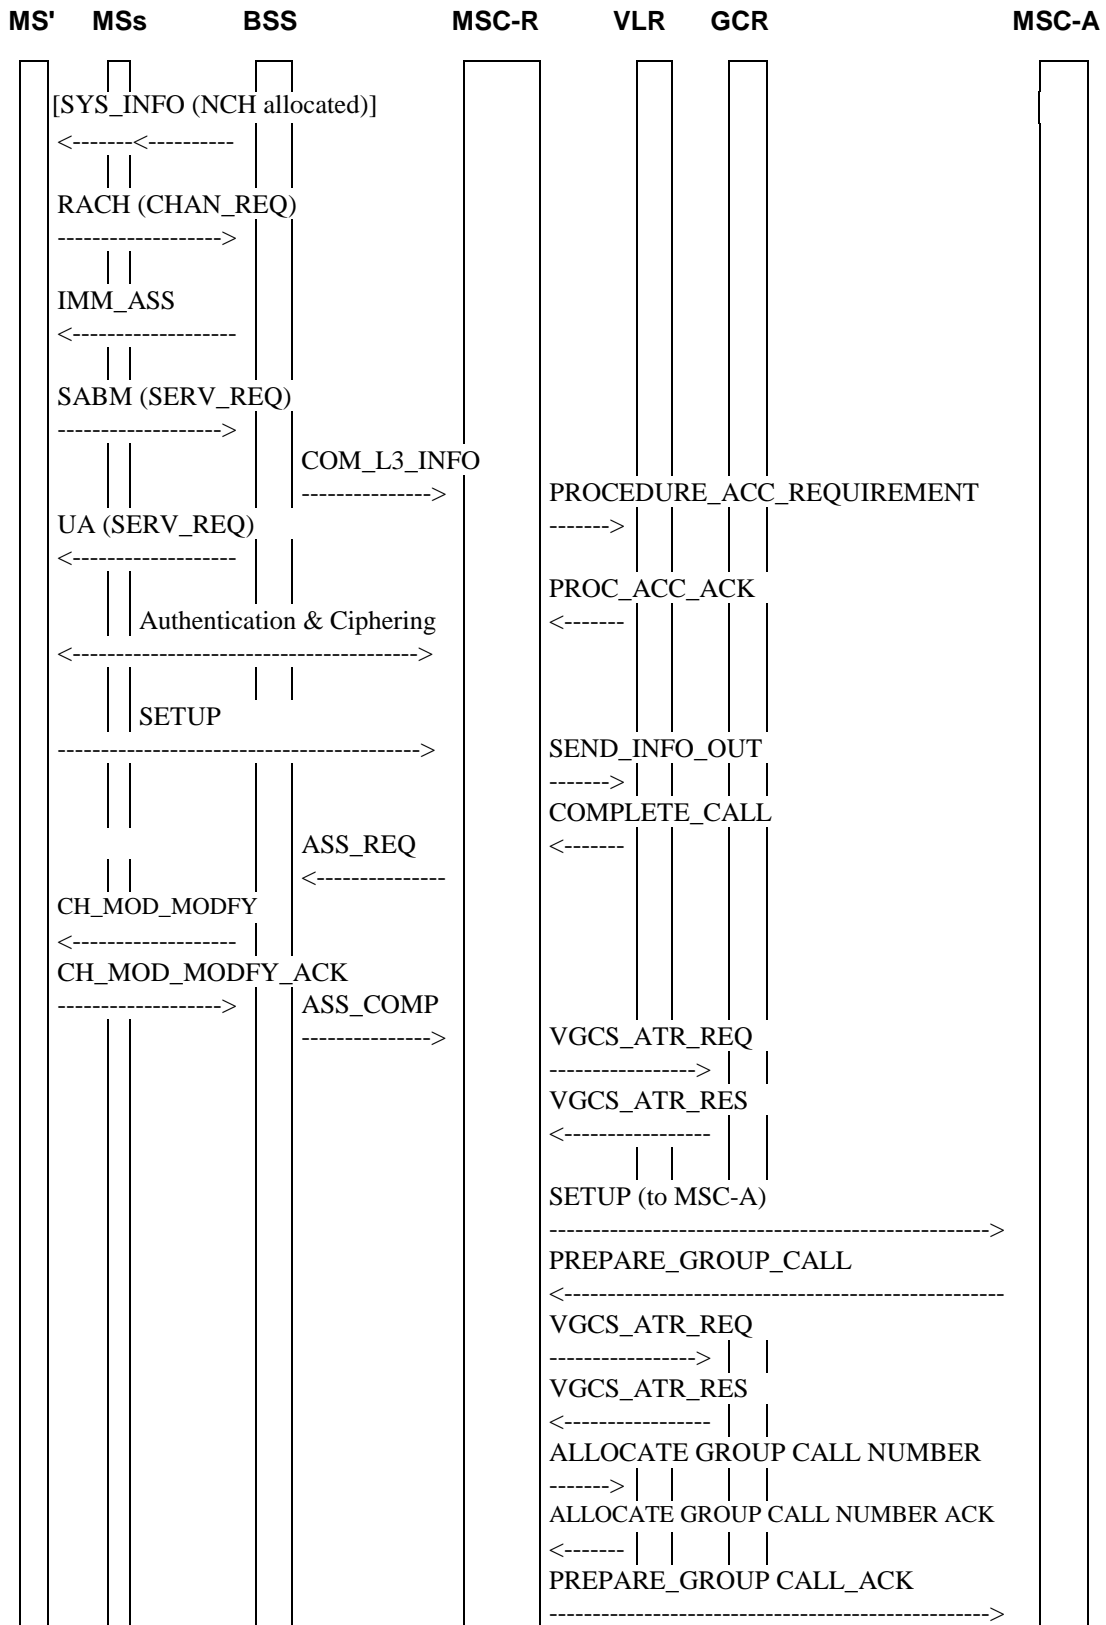 MS' MSs BSS MSC-R VLR GCR MSC-A
[SYS_INFO (NCH allocated)]
<-------<----------
RACH (CHAN_REQ)
------------------->
IMM_ASS
<-------------------
SABM (SERV_REQ)
------------------->
COM_L3_INFO
---------------> PROCEDURE_ACC_REQUIREMENT
UA (SERV_REQ) ------->
<-------------------
PROC_ACC_ACK
Authentication & Ciphering <-------
<---------------------------------------->
SETUP
------------------------------------------> SEND_INFO_OUT
------->
COMPLETE_CALL
ASS_REQ <-------
<---------------
CH_MOD_MODFY
<-------------------
CH_MOD_MODFY_ACK
-------------------> ASS_COMP
---------------> VGCS_ATR_REQ
----------------->
VGCS_ATR_RES
<-----------------
SETUP (to MSC-A)
--------------------------------------------------->
PREPARE_GROUP_CALL
<---------------------------------------------------
VGCS_ATR_REQ
----------------->
VGCS_ATR_RES
<-----------------
ALLOCATE GROUP CALL NUMBER
------->
ALLOCATE GROUP CALL NUMBER ACK
<-------
PREPARE_GROUP CALL_ACK
--------------------------------------------------->